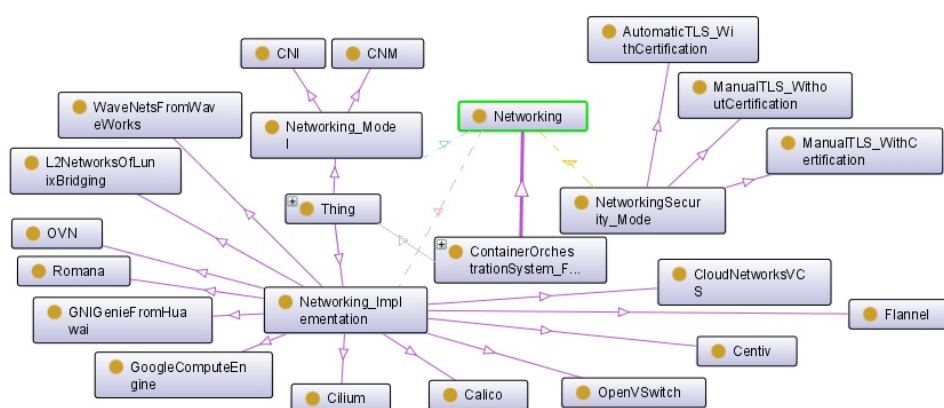 CNI
CNM
AutomaticTLS_Wi
thCertification
ManualTLS_Witho
utCertification
WaveNetsFromWav
eWorks
Networking_Mode
l
Networking
ManualTLS_WithC
ertification
L2NetworksOfLun
ixBridging
Thing
NetworkingSecur
ity_Mode
OVN
ContainerOrches
trationSystem_F...
Romana
CloudNetworksVC
S
GNIGenieFromHua
wai
Networking_Impl
ementation
Flannel
GoogleComputeEn
gine
Centiv
Cilium
Calico
OpenVSwitch